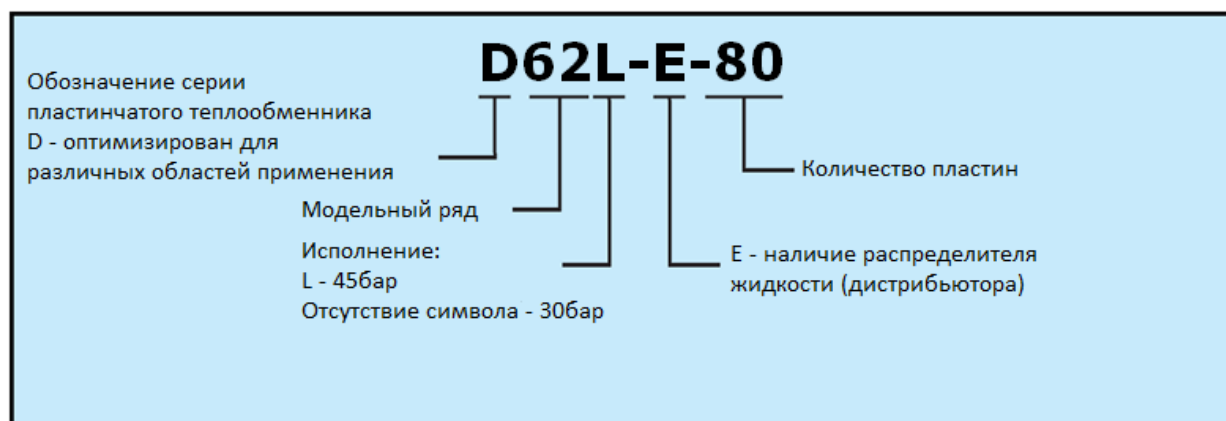 D62L-E-80
Обозначение серии
пластинчатого теплообменника
D - оптимизирован для
различных областей применения
Количество пластин
Модельный ряд
Исполнение:
L - 45бар
Отсутствие символа - 30бар
E - наличие распределителя
жидкости (дистрибьютора)